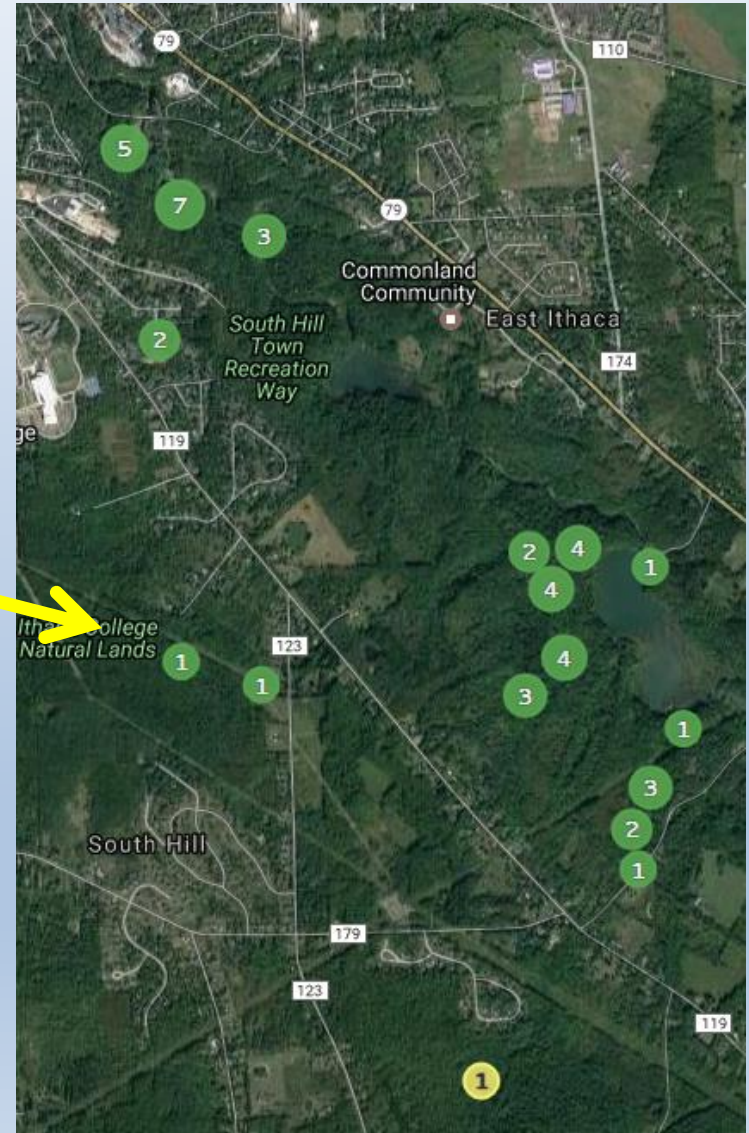 79
110
5
7
3
79
Commonland
Community
East Ithaca
2
South Hill
Town
Recreation
Way
174
ge
119
2
4
1
4
Ithaca College
Natural Lands
123
1
1
4
3
1
3
2
South Hill
1
179
123
119
1